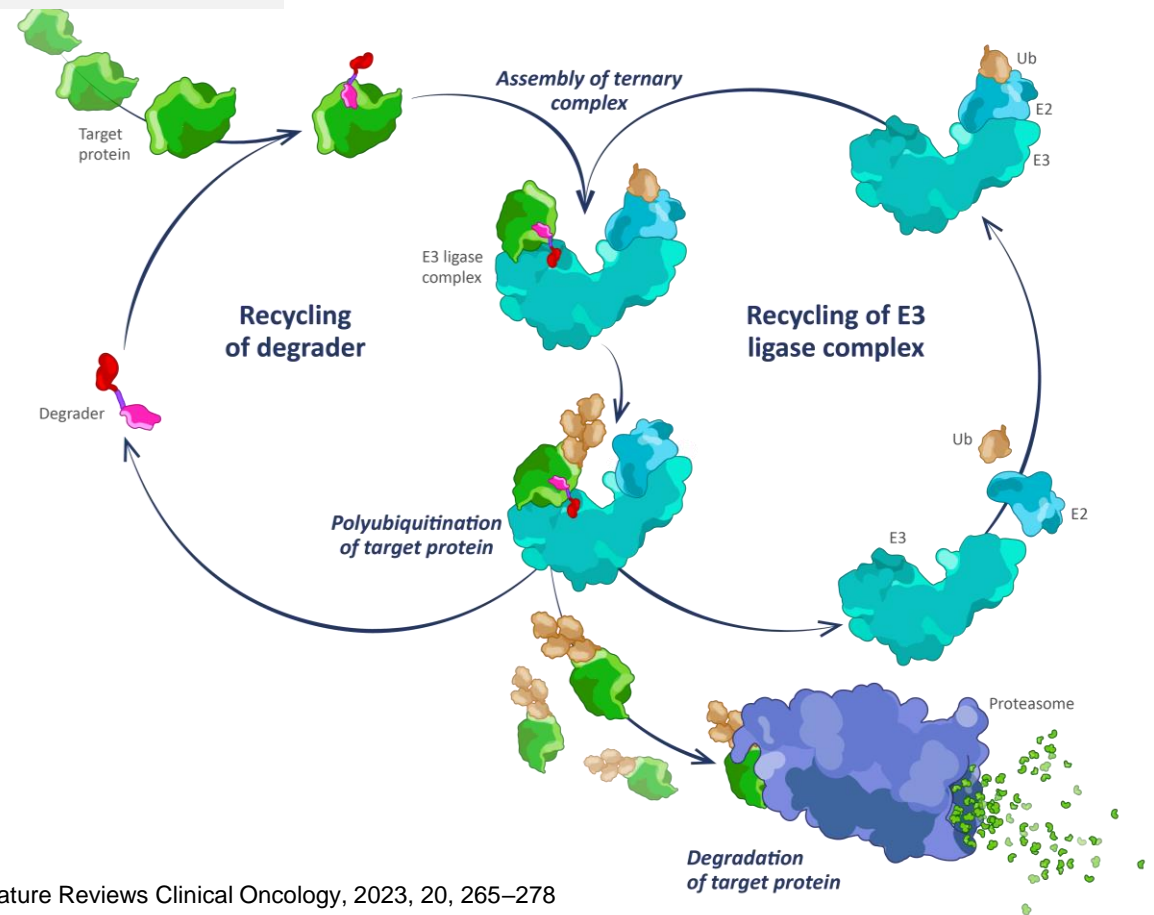 Target
protein
Assembly of ternary
complex
Ub
E2
E3
E3 ligase
complex
Recycling
of degrader
Recycling of E3
ligase complex
Degrader
Ub
E2
E3
Polyubiquitination
of target protein
Proteasome
Degradation
of target protein
ature Reviews Clinical Oncology, 2023, 20, 265–278